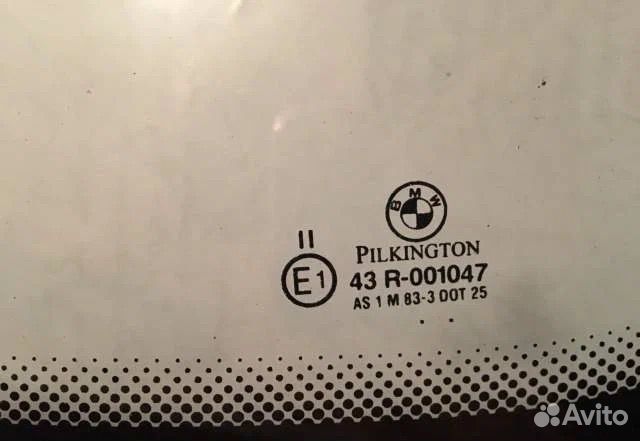 BMW
II
PILKINGTON
E1
43 R-001047
AS 1 M 83-3 DOT 25
Avito